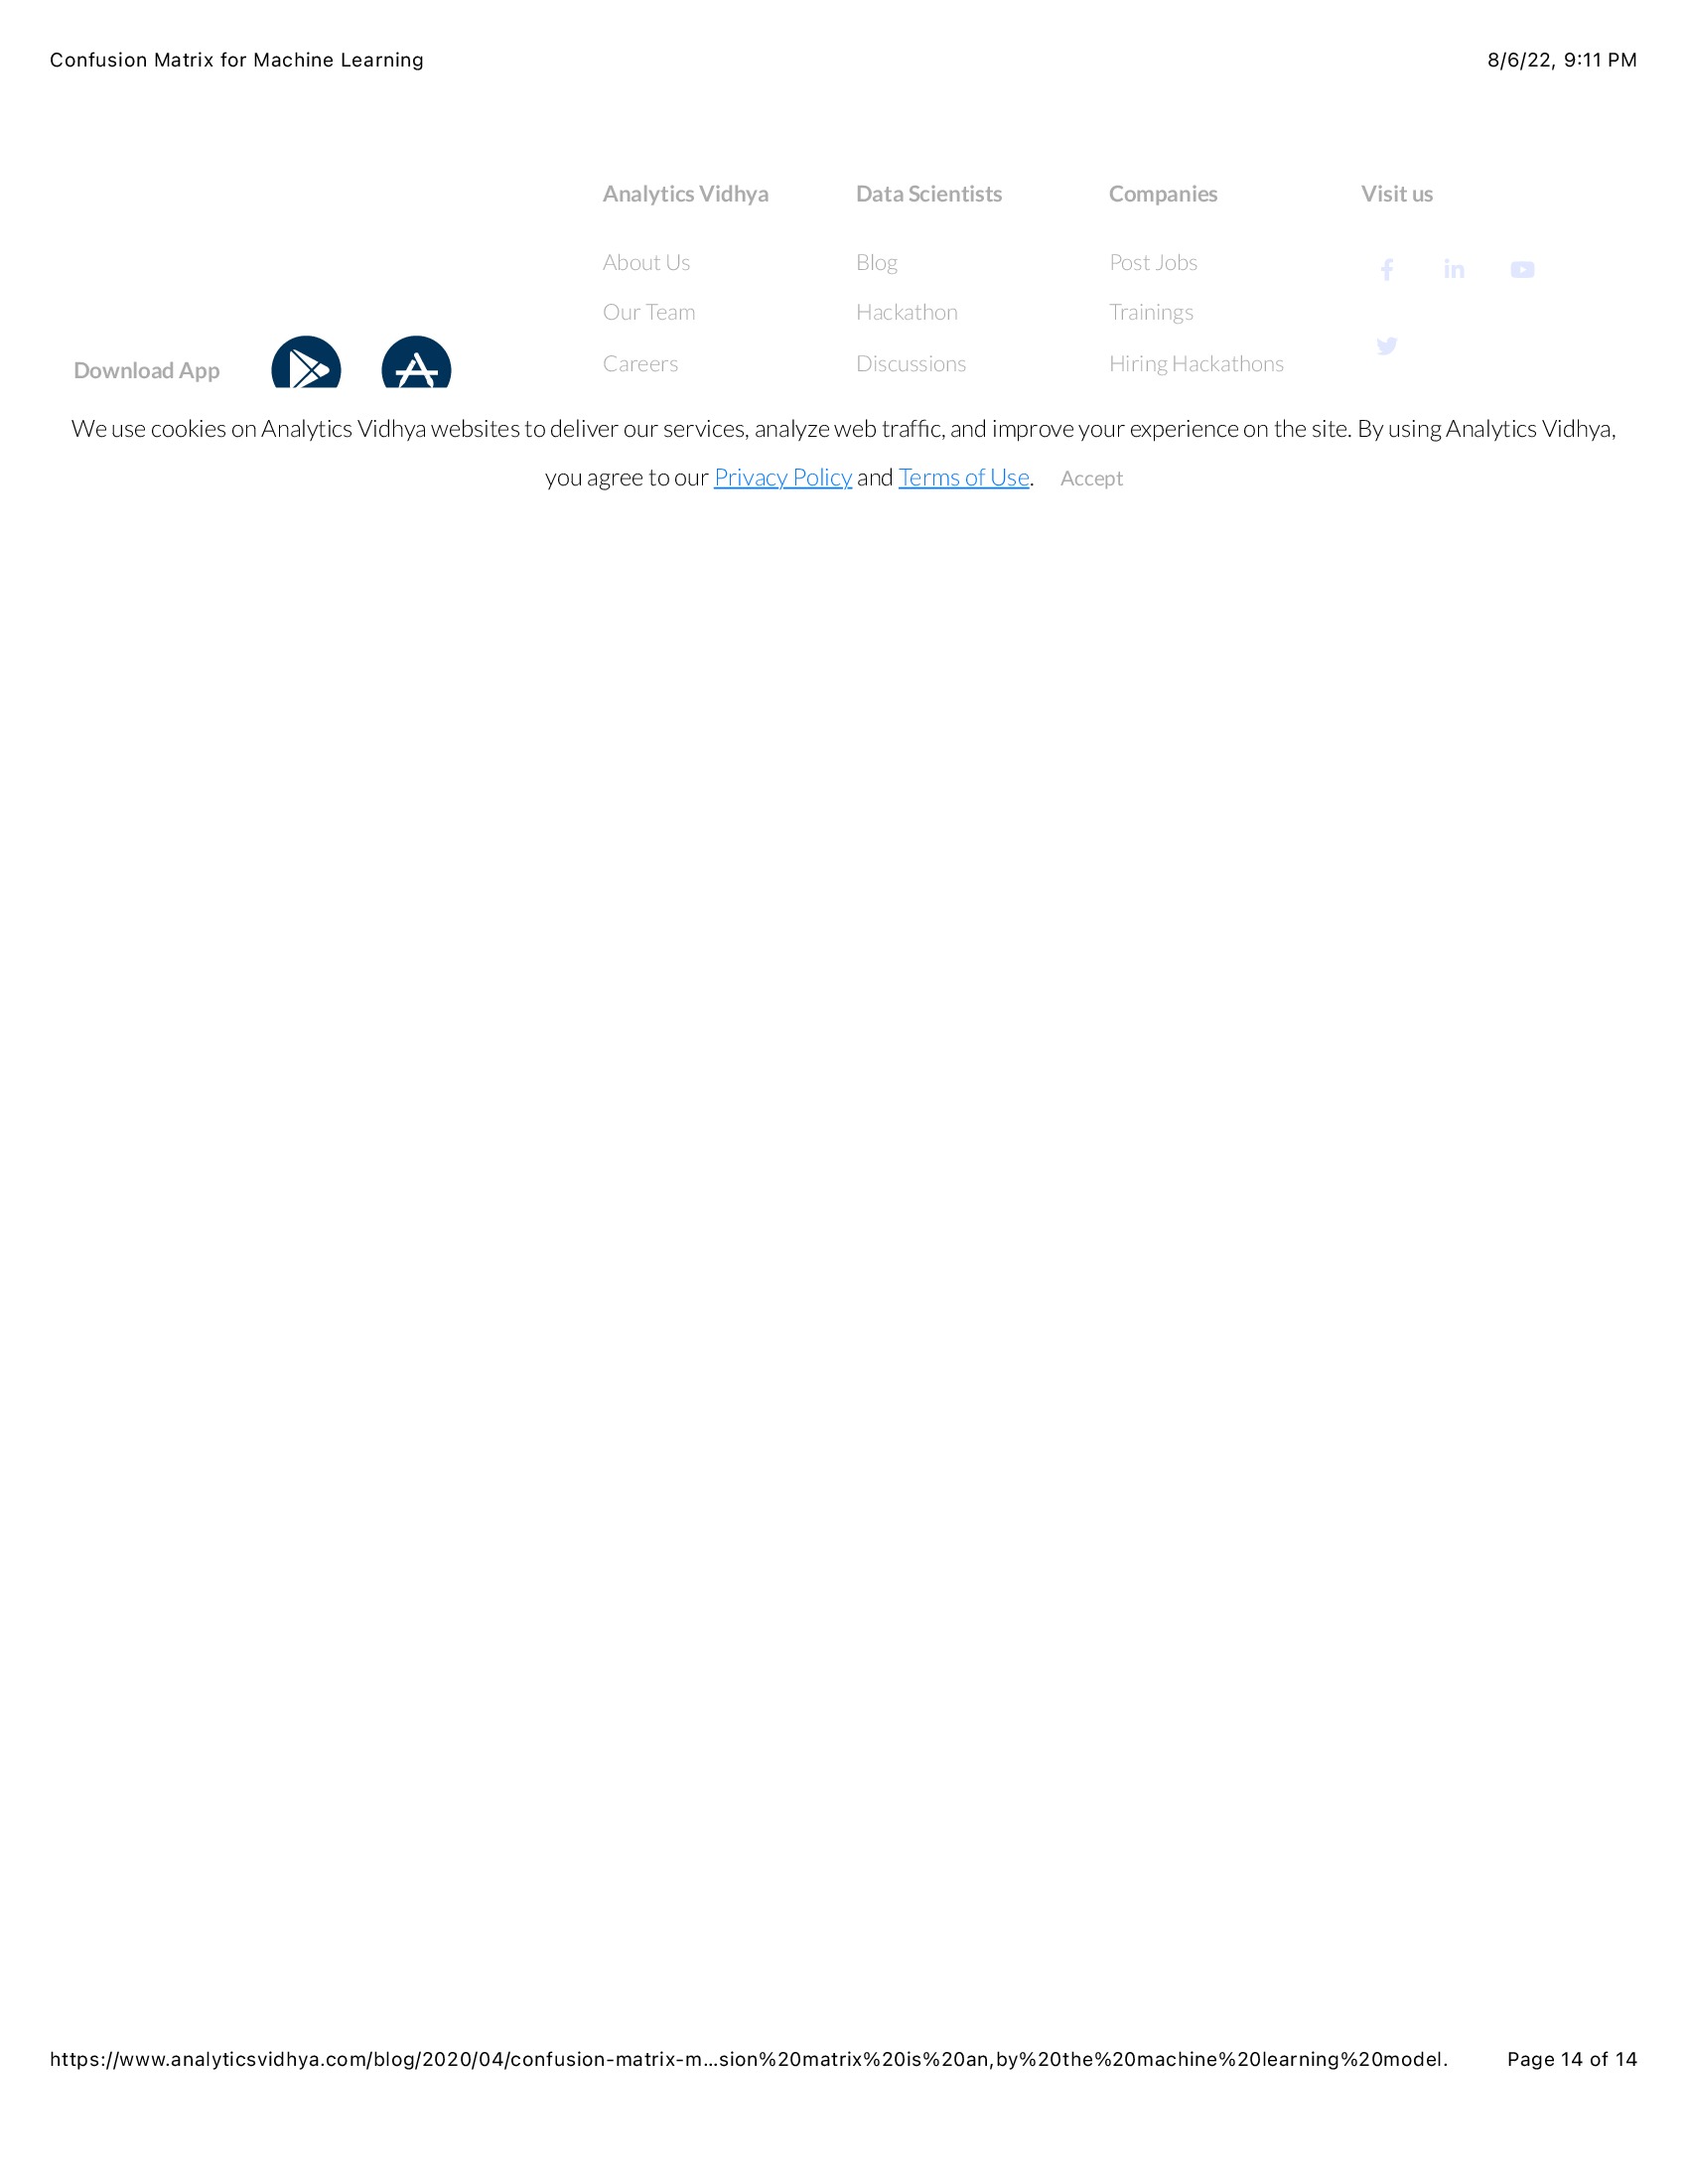 Confusion Matrix for Machine Learning 8/6/22, 9:11 PM
Analytics Vidhya
About Us
Our Team
Careers
Data Scientists
Blog
Hackathon
Discussions
Companies
Post Jobs
Trainings
Hiring Hackathons
Visit us
Download App
We use cookies on Analytics Vidhya websites to deliver our services, analyze web traffic, and improve your experience on the site. By using Analytics Vidhya,
you agree to our Privacy Policy and Terms of Use. Accept
https://www.analyticsvidhya.com/blog/2020/04/confusion-matrix-m…sion%20matrix%20is%20an,by%20the%20machine%20learning%20model. Page 14 of 14